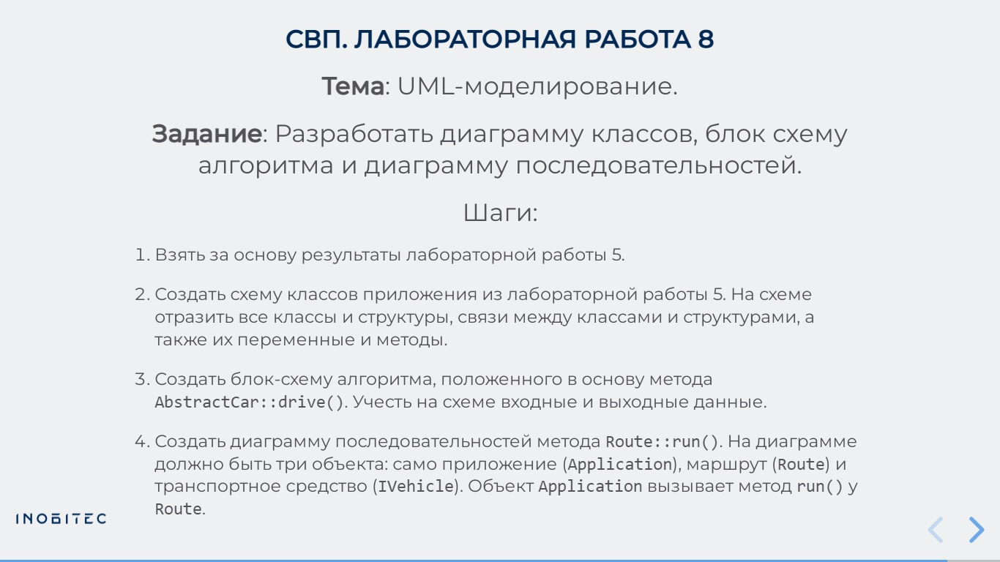 СВП. ЛАБОРАТОРНАЯ РАБОТА 8
Тема: UML-моделирование.
Задание: Разработать диаграмму классов, блок схему
алгоритма и диаграмму последовательностей.
Шаги:
1. Взять за основу результаты лабораторной работы 5.
2. Создать схему классов приложения из лабораторной работы 5. На схеме
отразить все классы и структуры, связи между классами и структурами, а
также их переменные и методы.
3. Создать блок-схему алгоритма, положенного в основу метода
AbstractCar::drive(). Учесть на схеме входные и выходные данные.
4. Создать диаграмму последовательностей метода Route::run(). На диаграмме
должно быть три объекта: само приложение (Application), маршрут (Route) и
транспортное средство (IVehicle). Объект Application вызывает метод run() у
Route.
INOBITEC